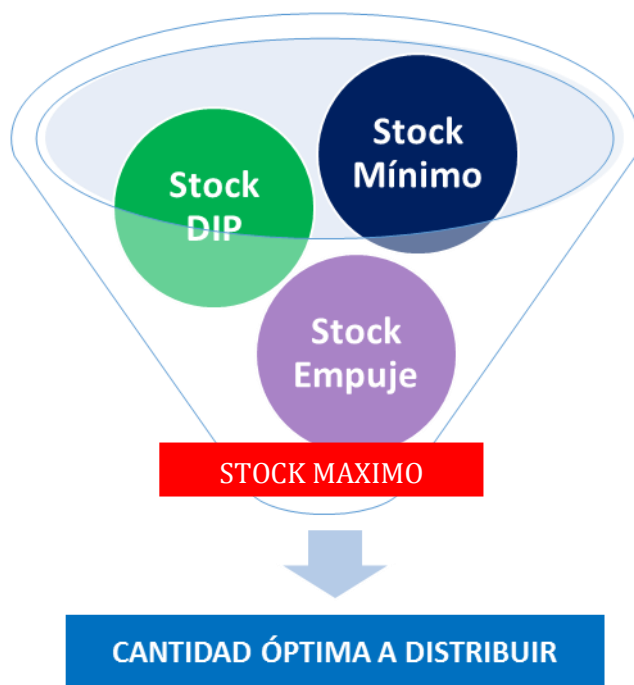 Stock
Mínimo
Stock
DIP
Stock
Empuje
STOCK MAXIMO
CANTIDAD ÓPTIMA A DISTRIBUIR